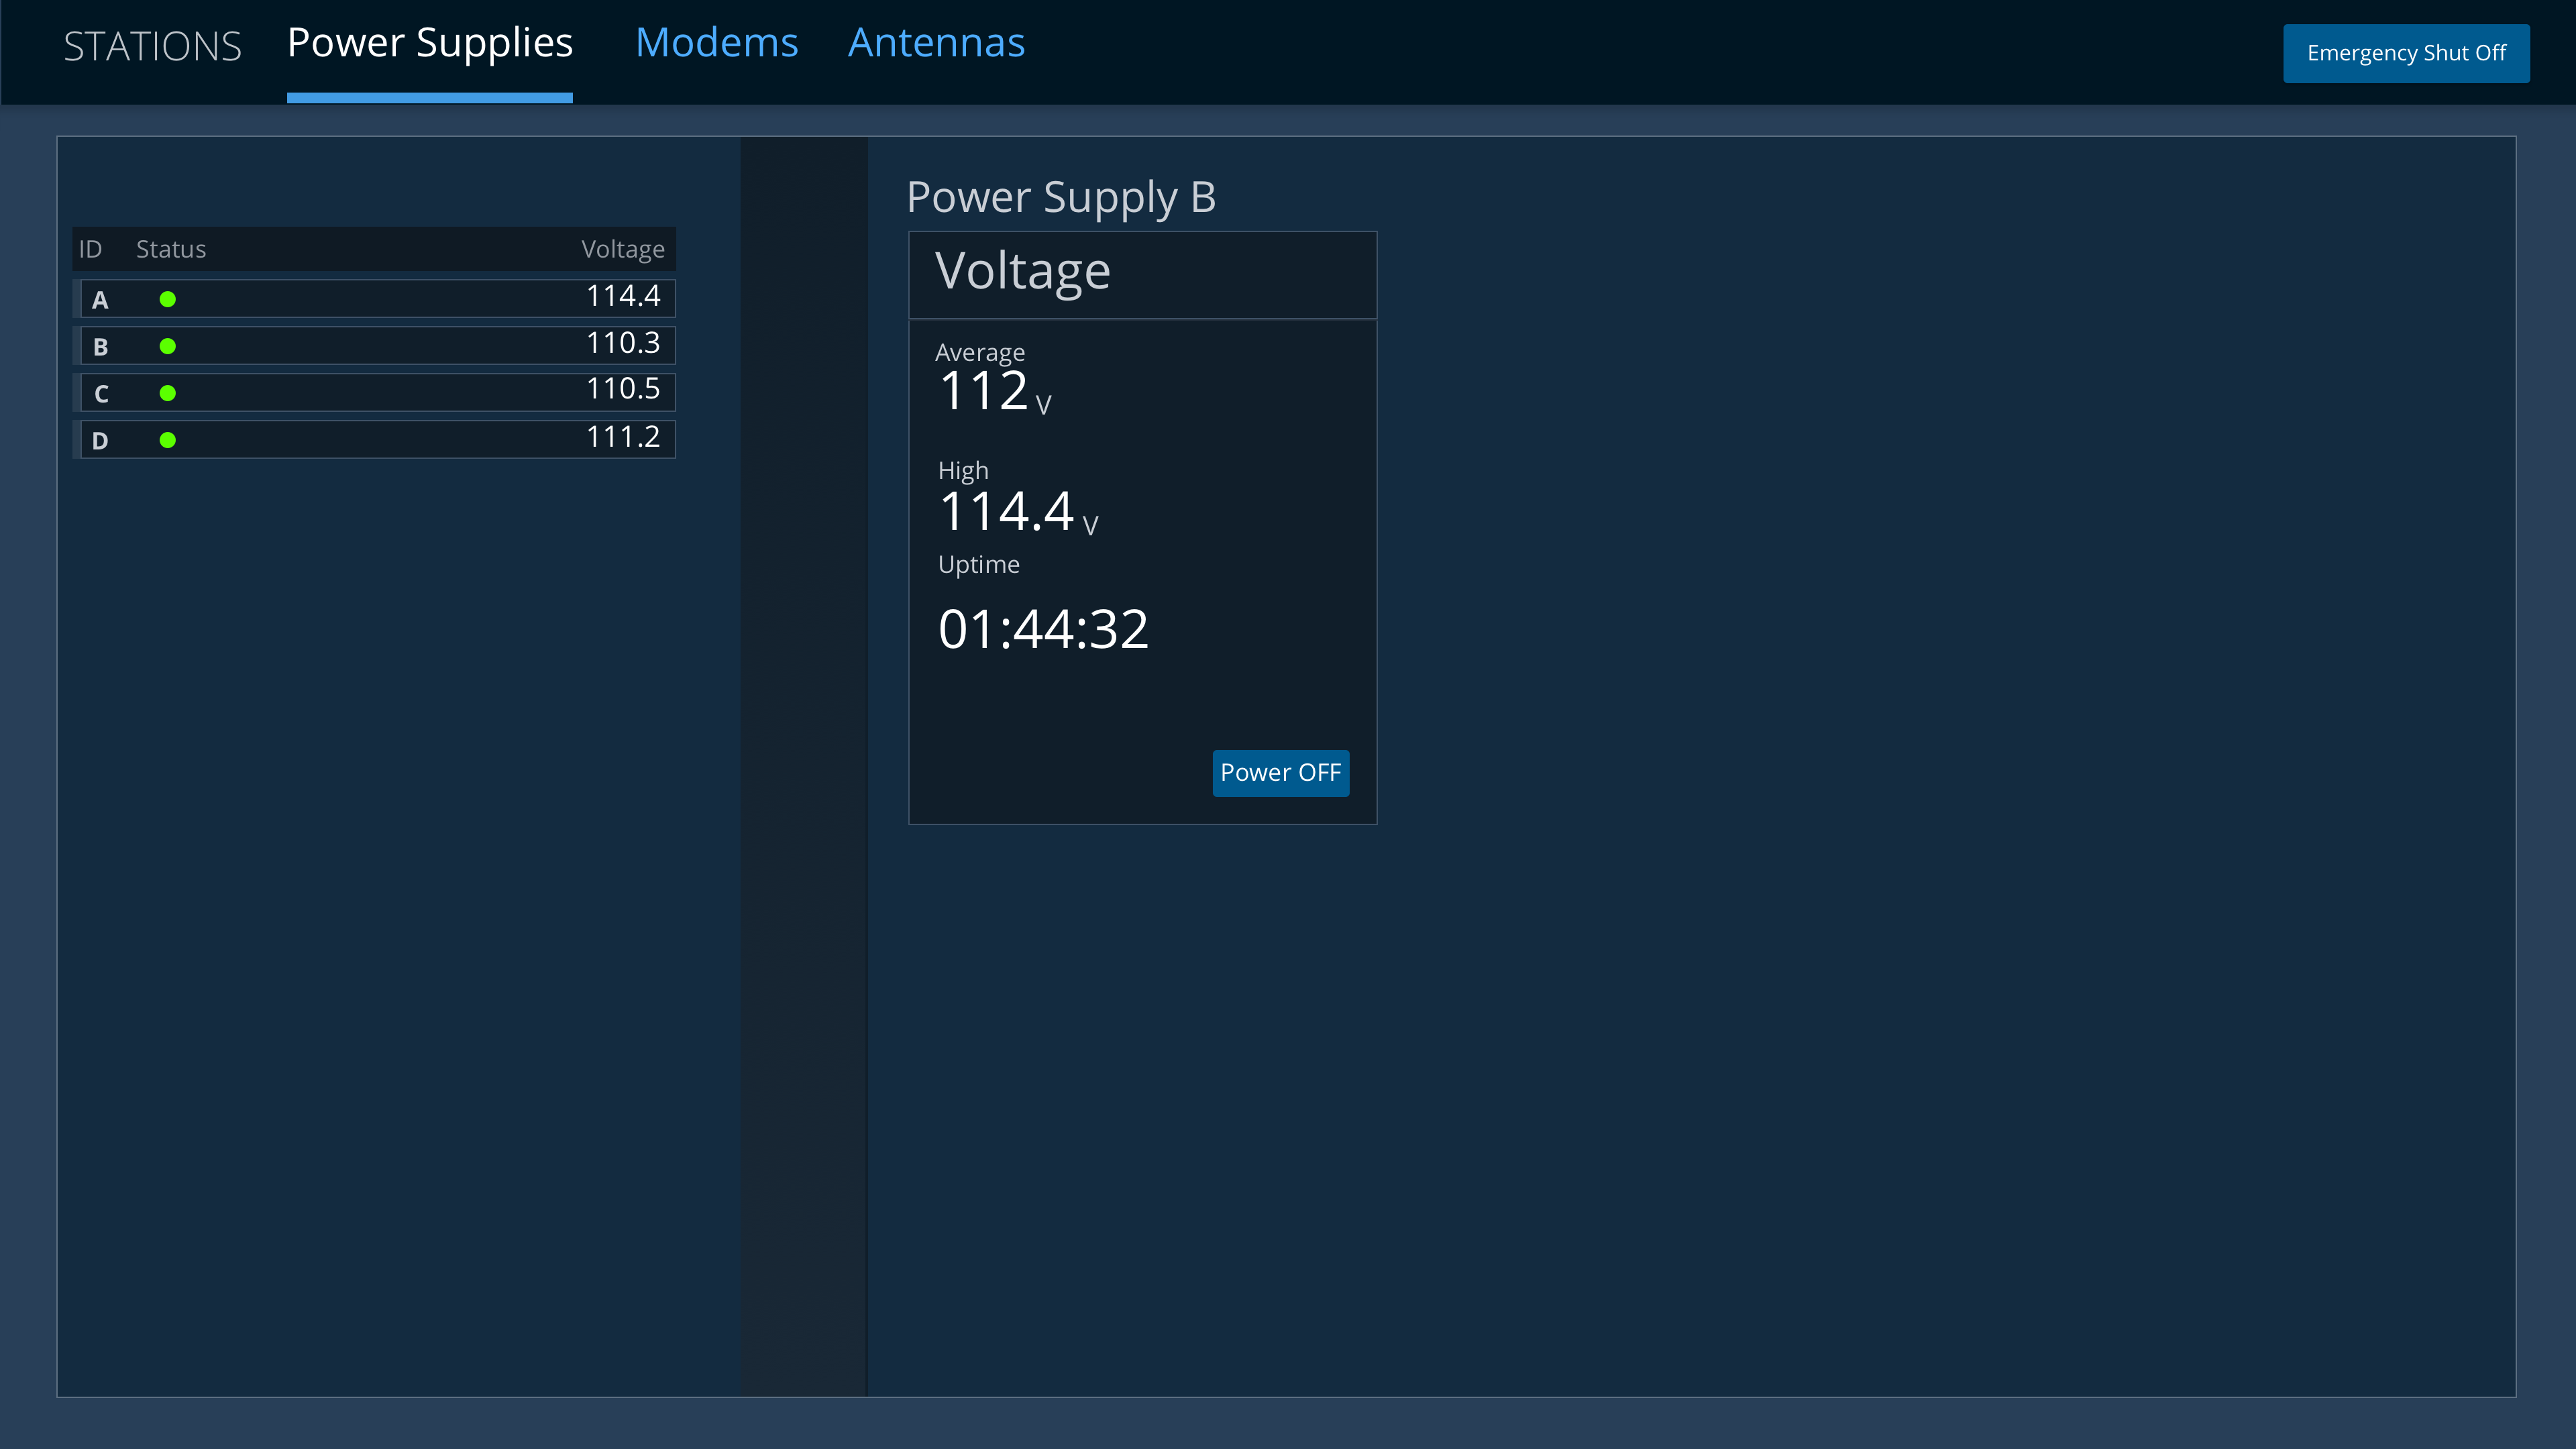 STATIONS Power Supplies Modems Antennas Emergency Shut Off
ID Status Voltage
A 114.4
B 110.3
C 110.5
D 111.2
Power Supply B
Voltage
Average
112 V
High
114.4 V
Uptime
01:44:32
Power OFF